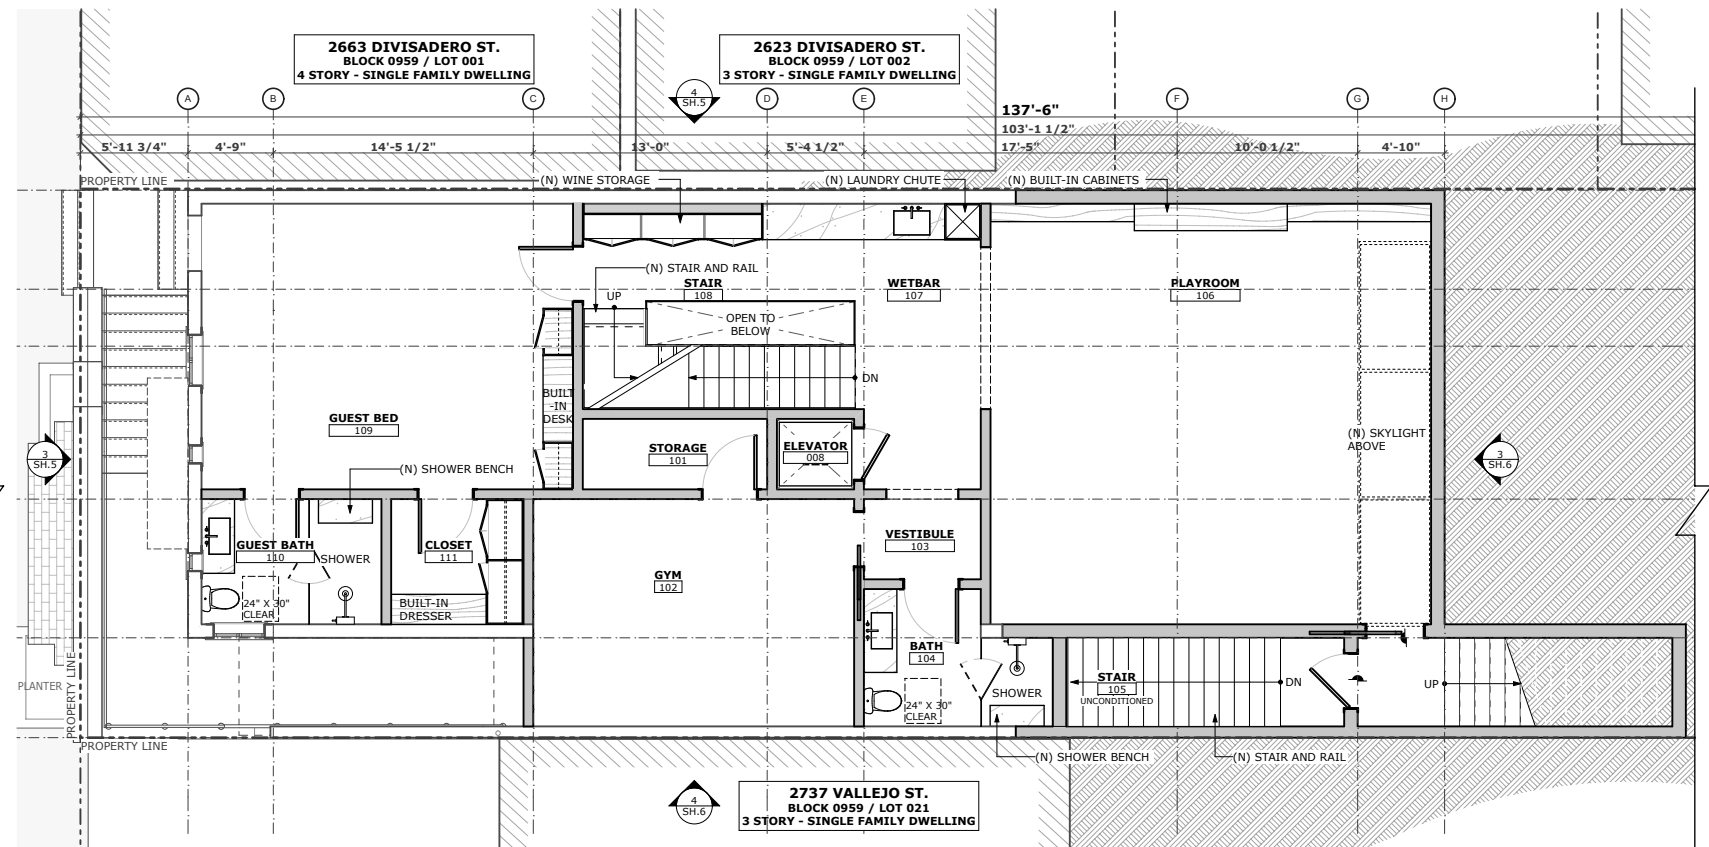 2663 DIVISADERO ST.
BLOCK 0959 / LOT 001
4 STORY - SINGLE FAMILY DWELLING
2623 DIVISADERO ST.
BLOCK 0959 / LOT 002
3 STORY - SINGLE FAMILY DWELLING
4
SH.5
A
B
C
D
E
F
G
H
137'-6"
103'-1 1/2"
5'-11 3/4"
4'-9"
14'-5 1/2"
13'-0"
5'-4 1/2"
17'-5"
10'-0 1/2"
4'-10"
PROPERTY LINE
(N) WINE STORAGE
(N) LAUNDRY CHUTE
(N) BUILT-IN CABINETS
(N) STAIR AND RAIL
STAIR
108
WETBAR
107
PLAYROOM
106
UP
OPEN TO
BELOW
DN
BUILT
-IN
DESK
GUEST BED
109
STORAGE
101
ELEVATOR
008
(N) SKYLIGHT
ABOVE
3
SH.5
3
SH.6
(N) SHOWER BENCH
GUEST BATH
110
SHOWER
CLOSET
111
VESTIBULE
103
GYM
102
24" X 30"
CLEAR
BUILT-IN
DRESSER
BATH
104
STAIR
105
UNCONDITIONED
DN
UP
SHOWER
24" X 30"
CLEAR
PLANTER
PROPERTY LINE
PROPERTY LINE
(N) SHOWER BENCH
(N) STAIR AND RAIL
4
SH.6
2737 VALLEJO ST.
BLOCK 0959 / LOT 021
3 STORY - SINGLE FAMILY DWELLING